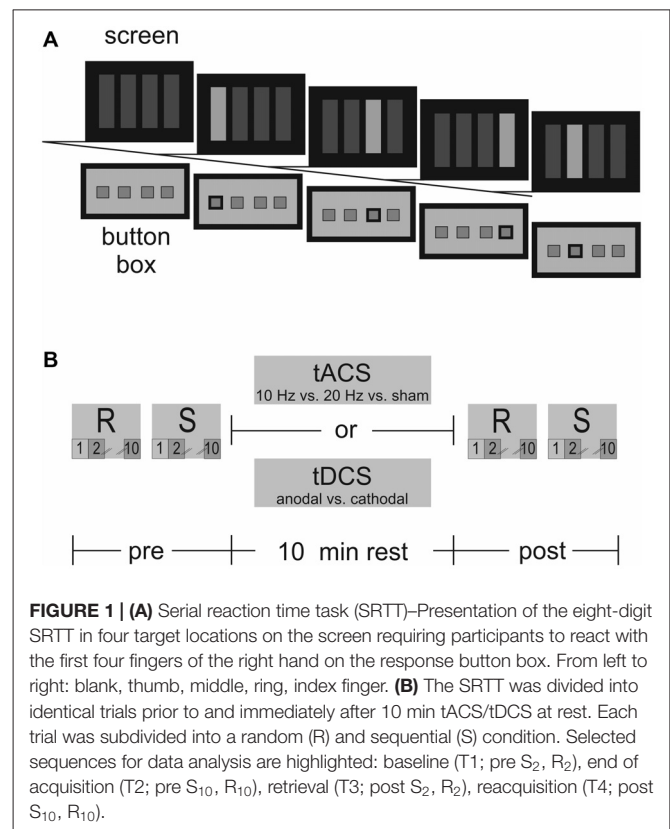 A
screen
button
box
B
tACS
10 Hz vs. 20 Hz vs. sham
R S or R S
1 2 10 1 2 10 1 2 10 1 2 10
tDCS
anodal vs. cathodal
pre 10 min rest post
FIGURE 1 | (A) Serial reaction time task (SRTT)–Presentation of the eight-digit
SRTT in four target locations on the screen requiring participants to react with
the first four fingers of the right hand on the response button box. From left to
right: blank, thumb, middle, ring, index finger. (B) The SRTT was divided into
identical trials prior to and immediately after 10 min tACS/tDCS at rest. Each
trial was subdivided into a random (R) and sequential (S) condition. Selected
sequences for data analysis are highlighted: baseline (T1; pre S₂, R₂), end of
acquisition (T2; pre S₁₀, R₁₀), retrieval (T3; post S₂, R₂), reacquisition (T4; post
S₁₀, R₁₀).